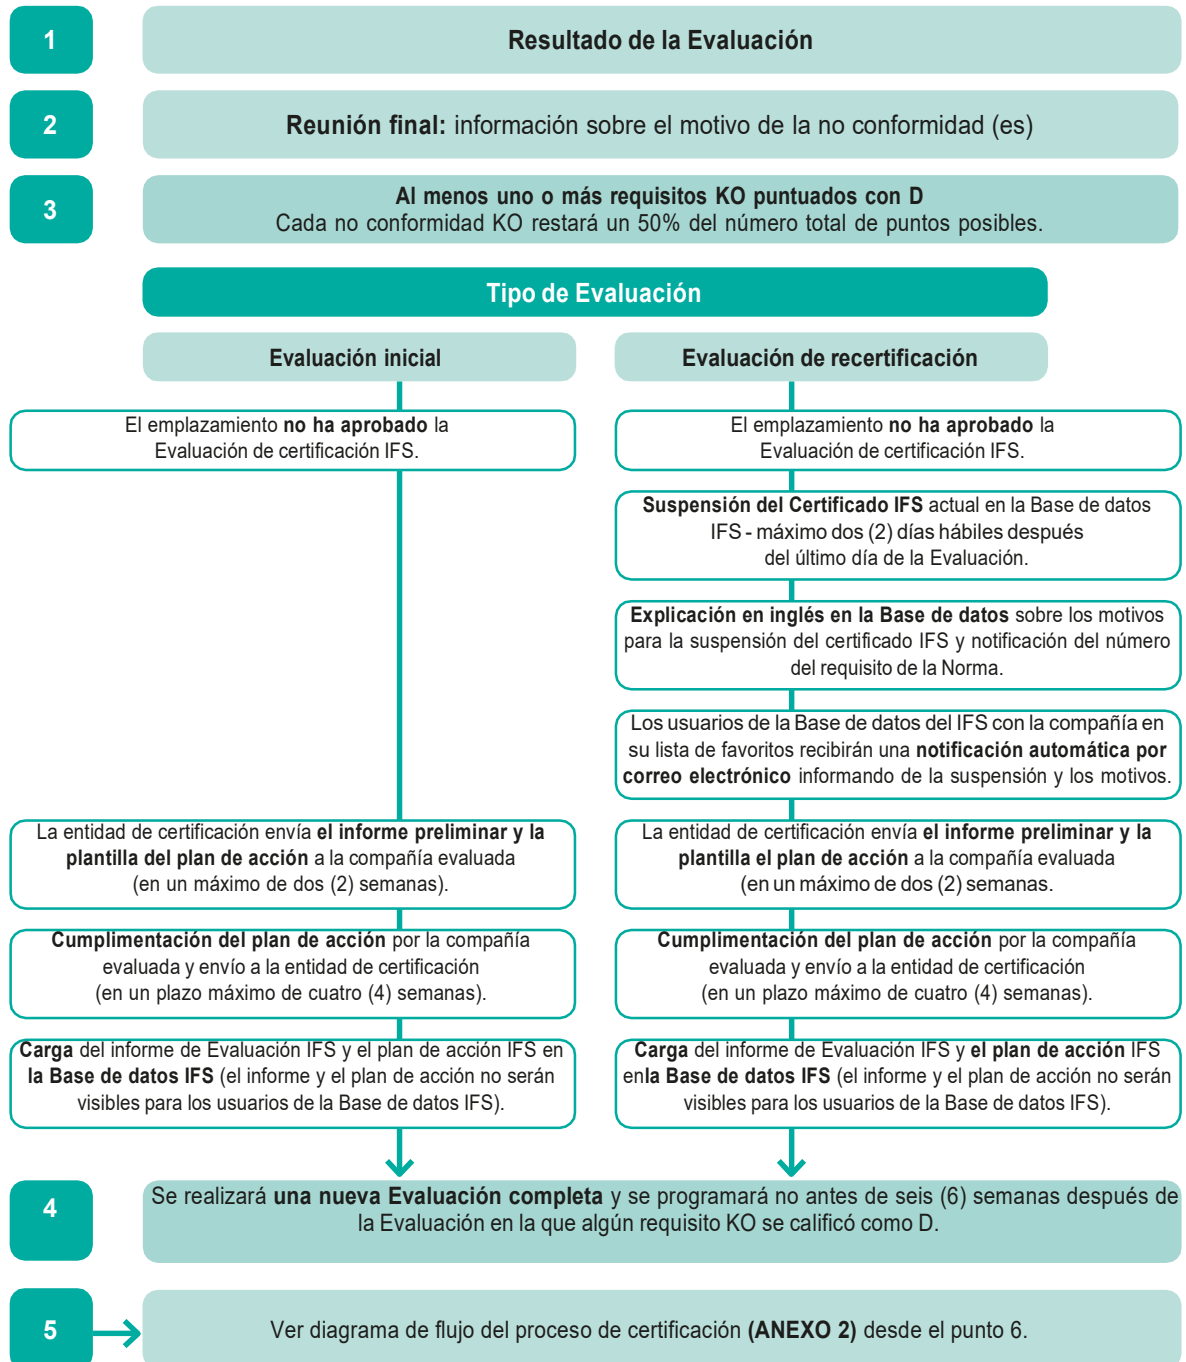 1
Resultado de la Evaluación
2
Reunión final: información sobre el motivo de la no conformidad (es)
3
Al menos uno o más requisitos KO puntuados con D
Cada no conformidad KO restará un 50% del número total de puntos posibles.
Tipo de Evaluación
Evaluación inicial
El emplazamiento no ha aprobado la
Evaluación de certificación IFS.
La entidad de certificación envía el informe preliminar y la
plantilla del plan de acción a la compañía evaluada
(en un máximo de dos (2) semanas).
Cumplimentación del plan de acción por la compañía
evaluada y envío a la entidad de certificación
(en un plazo máximo de cuatro (4) semanas).
Carga del informe de Evaluación IFS y el plan de acción IFS en
la Base de datos IFS (el informe y el plan de acción no serán
visibles para los usuarios de la Base de datos IFS).
Evaluación de recertificación
El emplazamiento no ha aprobado la
Evaluación de certificación IFS.
Suspensión del Certificado IFS actual en la Base de datos
IFS - máximo dos (2) días hábiles después
del último día de la Evaluación.
Explicación en inglés en la Base de datos sobre los motivos
para la suspensión del certificado IFS y notificación del número
del requisito de la Norma.
Los usuarios de la Base de datos del IFS con la compañía en
su lista de favoritos recibirán una notificación automática por
correo electrónico informando de la suspensión y los motivos.
La entidad de certificación envía el informe preliminar y la
plantilla el plan de acción a la compañía evaluada
(en un máximo de dos (2) semanas.
Cumplimentación del plan de acción por la compañía
evaluada y envío a la entidad de certificación
(en un plazo máximo de cuatro (4) semanas).
Carga del informe de Evaluación IFS y el plan de acción IFS
enla Base de datos IFS (el informe y el plan de acción no serán
visibles para los usuarios de la Base de datos IFS).
4
Se realizará una nueva Evaluación completa y se programará no antes de seis (6) semanas después de
la Evaluación en la que algún requisito KO se calificó como D.
5
Ver diagrama de flujo del proceso de certificación (ANEXO 2) desde el punto 6.